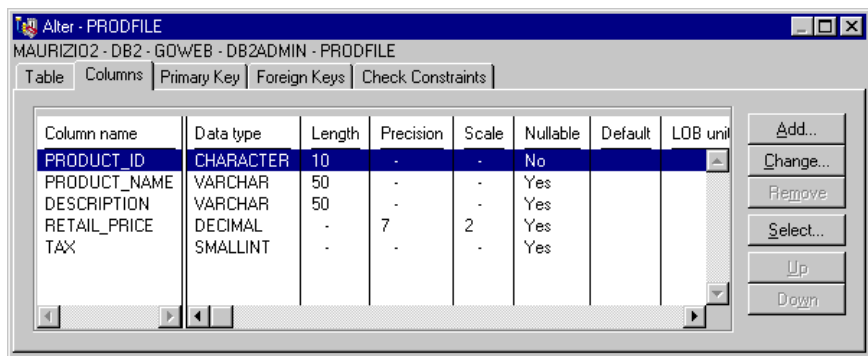 Alter - PRODFILE
MAURIZIO2 - DB2 - GOWEB - DB2ADMIN - PRODFILE
Table Columns Primary Key Foreign Keys Check Constraints
Column name Data type Length Precision Scale Nullable Default LOB unit
PRODUCT_ID CHARACTER 10 - - No
PRODUCT_NAME VARCHAR 50 - - Yes
DESCRIPTION VARCHAR 50 - - Yes
RETAIL_PRICE DECIMAL - 7 2 Yes
TAX SMALLINT - - - Yes
Add...
Change...
Remove
Select...
Up
Down